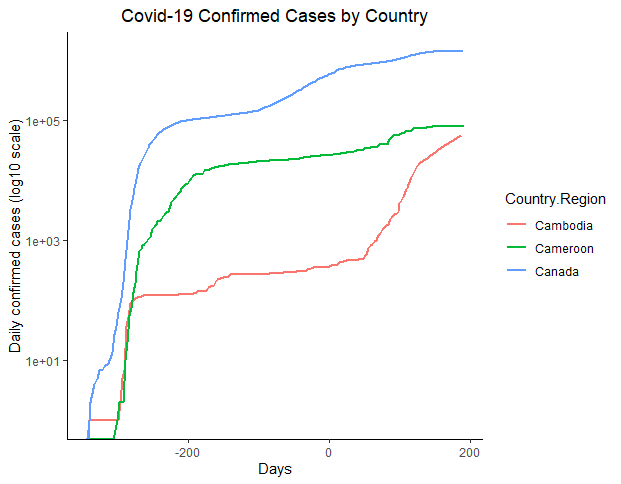 Covid-19 Confirmed Cases by Country
Daily confirmed cases (log10 scale)
1e+05
1e+03
1e+01
-200
0
200
Days
Country.Region
Cambodia
Cameroon
Canada